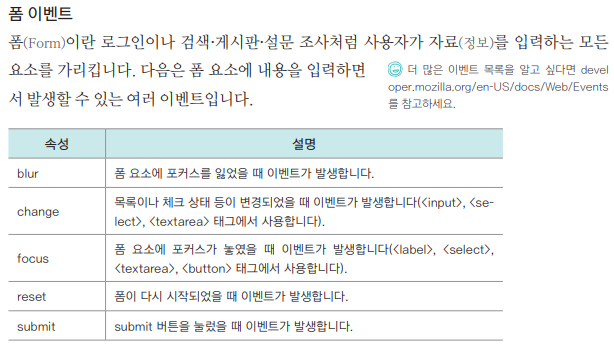 폼 이벤트
폼(Form)이란 로그인이나 검색·게시판·설문 조사처럼 사용자가 자료(정보)를 입력하는 모든
요소를 가리킵니다. 다음은 폼 요소에 내용을 입력하면
서 발생할 수 있는 여러 이벤트입니다.
더 많은 이벤트 목록을 알고 싶다면 devel
oper.mozilla.org/en-US/docs/Web/Events
를 참고하세요.
속성 설명
blur 폼 요소에 포커스를 잃었을 때 이벤트가 발생합니다.
change 목록이나 체크 상태 등이 변경되었을 때 이벤트가 발생합니다(<input>, <se-
lect>, <textarea> 태그에서 사용합니다).
focus 폼 요소에 포커스가 놓였을 때 이벤트가 발생합니다(<label>, <select>,
<textarea>, <button> 태그에서 사용합니다).
reset 폼이 다시 시작되었을 때 이벤트가 발생합니다.
submit submit 버튼을 눌렀을 때 이벤트가 발생합니다.